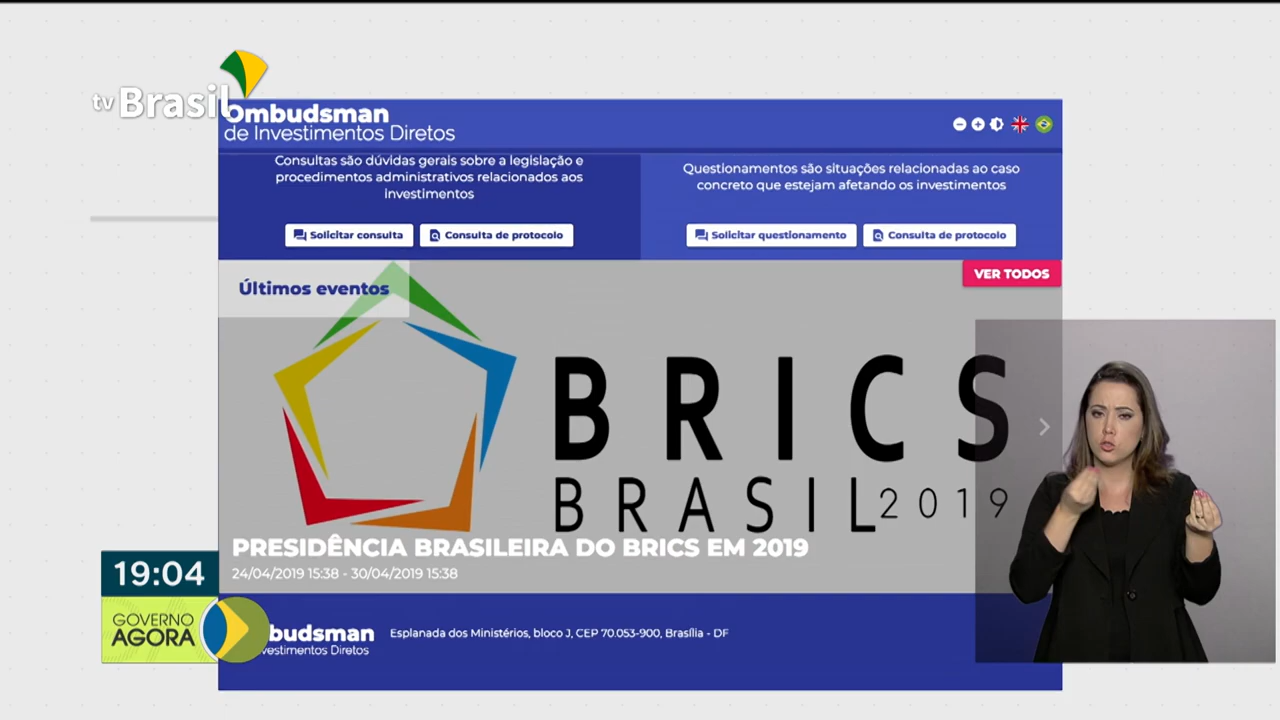 tv Brasil
Ombudsman
de Investimentos Diretos
Consultas são dúvidas gerais sobre a legislação e
procedimentos administrativos relacionados aos
investimentos
Solicitar consulta
Consulta de protocolo
Questionamentos são situações relacionadas ao caso
concreto que estejam afetando os investimentos
Solicitar questionamento
Consulta de protocolo
Últimos eventos
VER TODOS
BRICS
BRASIL 2019
PRESIDÊNCIA BRASILEIRA DO BRICS EM 2019
24/04/2019 15:38 - 30/04/2019 15:38
19:04
GOVERNO
AGORA
budsman
vestimentos Diretos
Esplanada dos Ministérios, bloco J, CEP 70.053-900, Brasília - DF